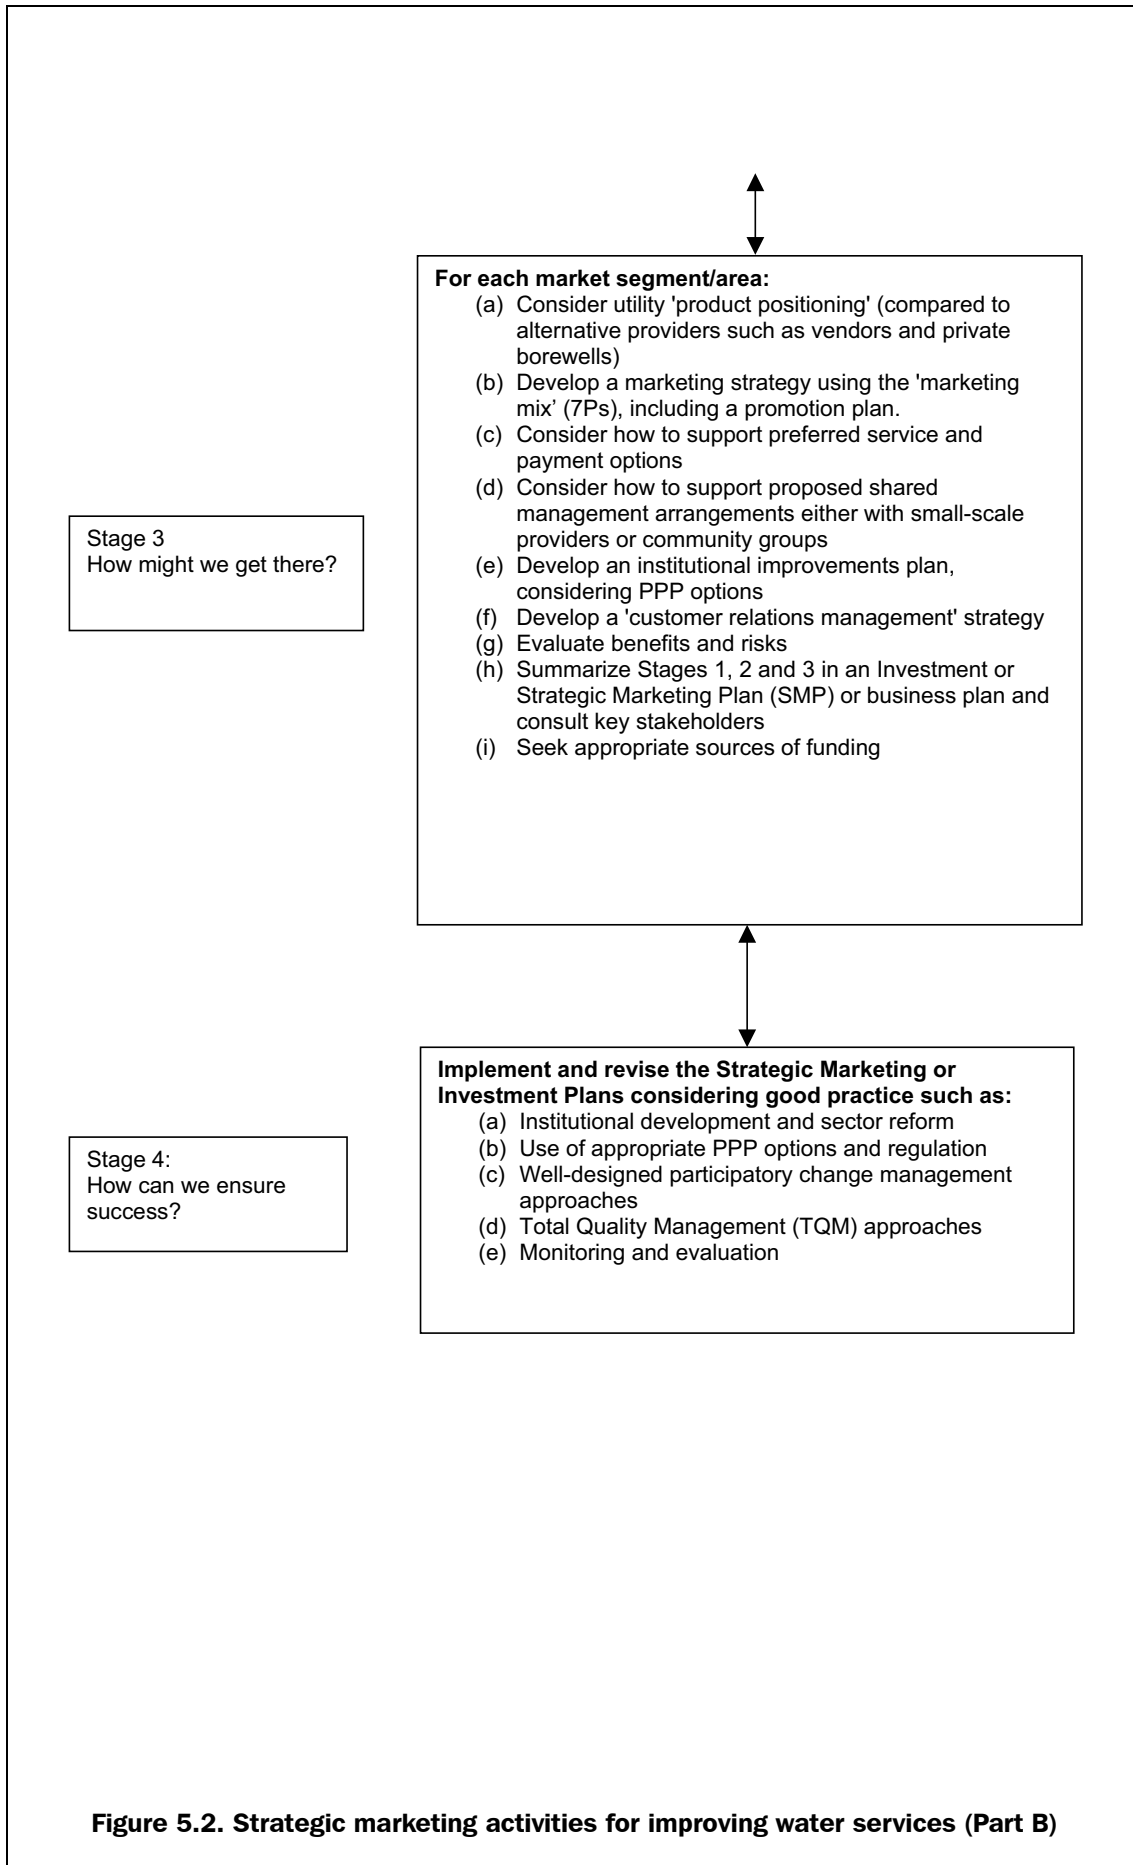 For each market segment/area:
(a) Consider utility 'product positioning' (compared to
alternative providers such as vendors and private
borewells)
(b) Develop a marketing strategy using the 'marketing
mix’ (7Ps), including a promotion plan.
(c) Consider how to support preferred service and
payment options
(d) Consider how to support proposed shared
management arrangements either with small-scale
providers or community groups
(e) Develop an institutional improvements plan,
considering PPP options
(f) Develop a 'customer relations management' strategy
(g) Evaluate benefits and risks
(h) Summarize Stages 1, 2 and 3 in an Investment or
Strategic Marketing Plan (SMP) or business plan and
consult key stakeholders
(i) Seek appropriate sources of funding
Stage 3
How might we get there?
Implement and revise the Strategic Marketing or
Investment Plans considering good practice such as:
(a) Institutional development and sector reform
(b) Use of appropriate PPP options and regulation
(c) Well-designed participatory change management
approaches
(d) Total Quality Management (TQM) approaches
(e) Monitoring and evaluation
Stage 4:
How can we ensure
success?
Figure 5.2. Strategic marketing activities for improving water services (Part B)